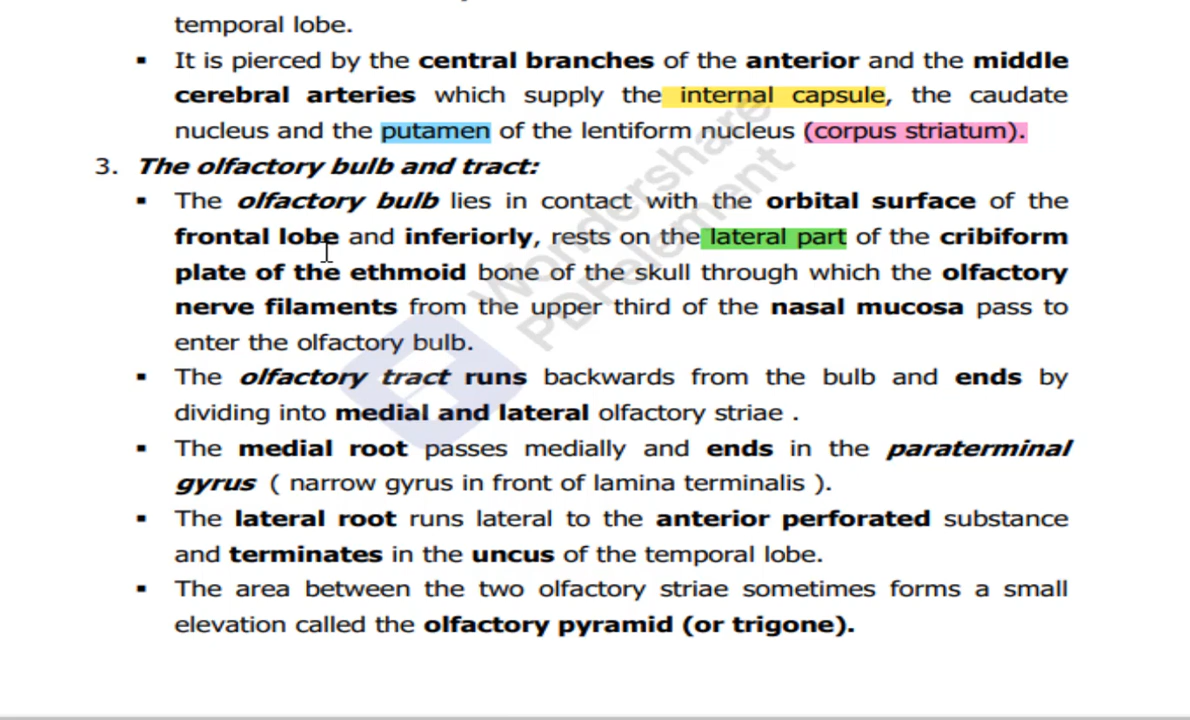 temporal lobe.
▪ It is pierced by the central branches of the anterior and the middle
cerebral arteries which supply the internal capsule, the caudate
nucleus and the putamen of the lentiform nucleus (corpus striatum).
3. The olfactory bulb and tract:
▪ The olfactory bulb lies in contact with the orbital surface of the
frontal lobe and inferiorly, rests on the lateral part of the cribiform
plate of the ethmoid bone of the skull through which the olfactory
nerve filaments from the upper third of the nasal mucosa pass to
enter the olfactory bulb.
▪ The olfactory tract runs backwards from the bulb and ends by
dividing into medial and lateral olfactory striae .
▪ The medial root passes medially and ends in the paraterminal
gyrus ( narrow gyrus in front of lamina terminalis ).
▪ The lateral root runs lateral to the anterior perforated substance
and terminates in the uncus of the temporal lobe.
▪ The area between the two olfactory striae sometimes forms a small
elevation called the olfactory pyramid (or trigone).
Wondershare
PDFelement